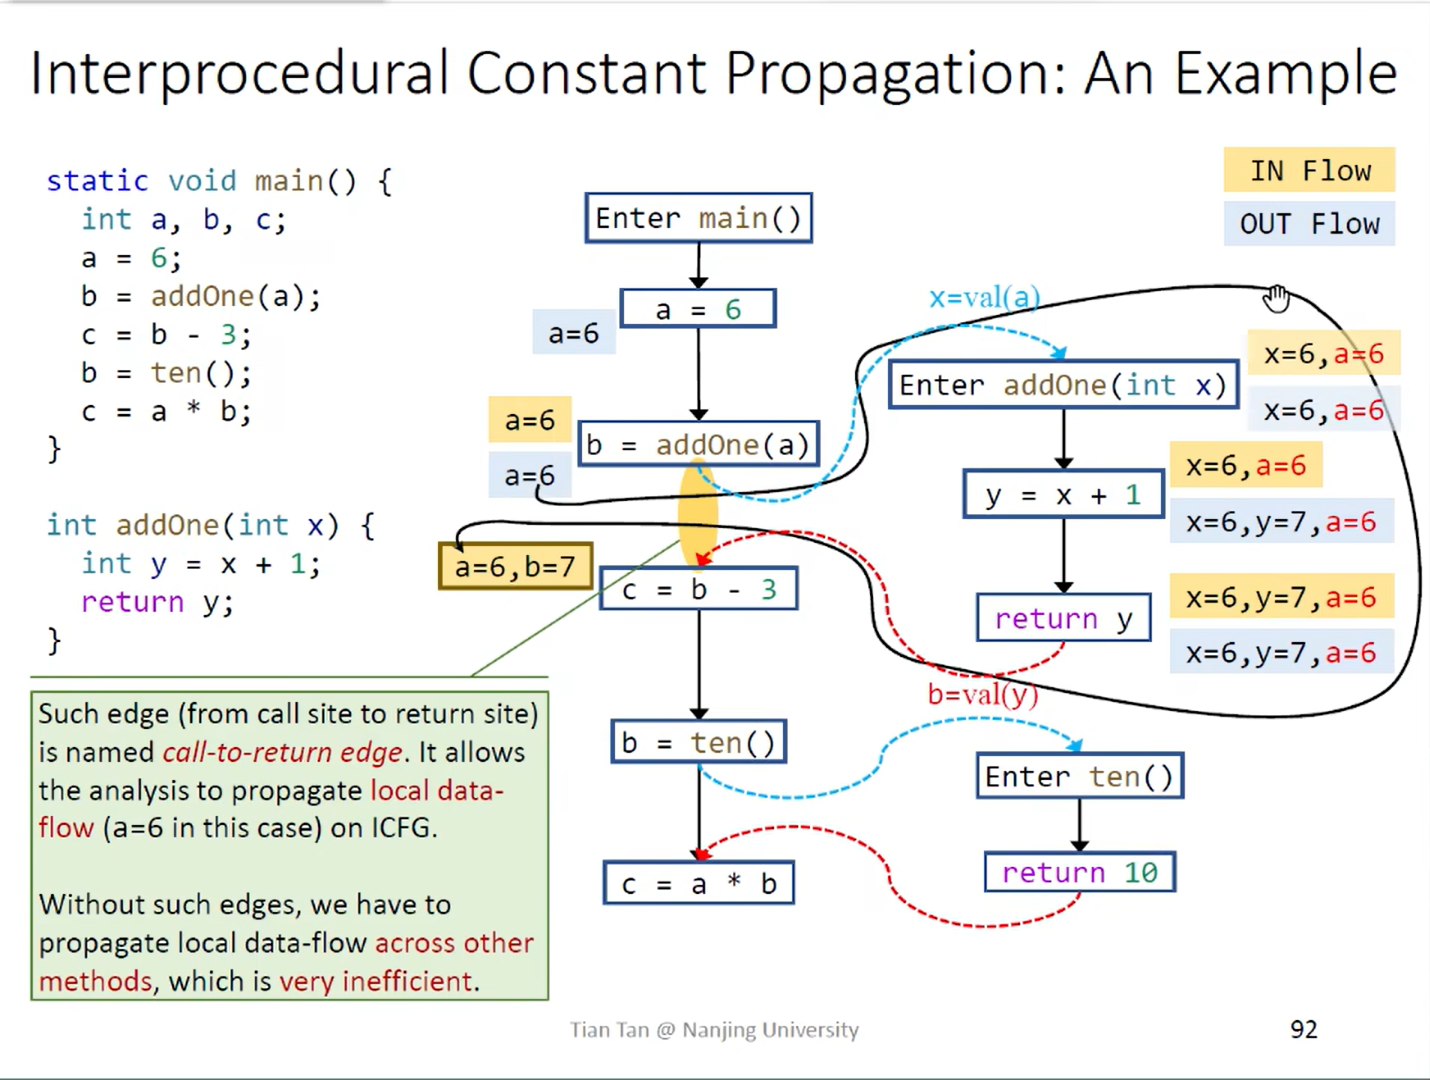 Interprocedural Constant Propagation: An Example
static void main() {
int a, b, c;
a = 6;
b = addOne(a);
c = b - 3;
b = ten();
c = a * b;
}
int addOne(int x) {
int y = x + 1;
return y;
}
Such edge (from call site to return site)
is named call-to-return edge. It allows
the analysis to propagate local data-
flow (a=6 in this case) on ICFG.
Without such edges, we have to
propagate local data-flow across other
methods, which is very inefficient.
Enter main()
a = 6
a=6
a=6
b = addOne(a)
a=6
a=6,b=7
c = b - 3
b = ten()
c = a * b
IN Flow
OUT Flow
x=val(a)
Enter addOne(int x)
x=6,a=6
x=6,a=6
y = x + 1
x=6,a=6
x=6,y=7,a=6
return y
x=6,y=7,a=6
x=6,y=7,a=6
b=val(y)
Enter ten()
return 10
Tian Tan @ Nanjing University
92